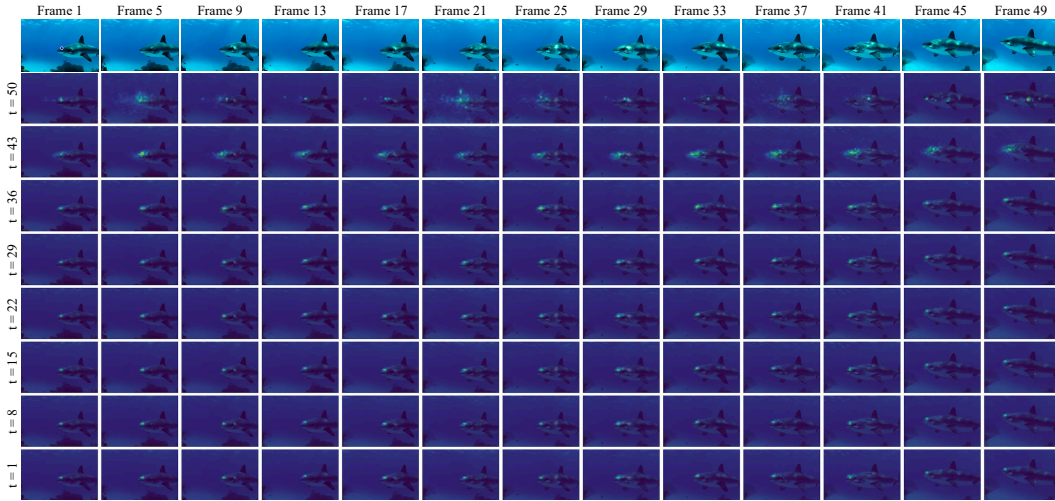 Frame 1 Frame 5 Frame 9 Frame 13 Frame 17 Frame 21 Frame 25 Frame 29 Frame 33 Frame 37 Frame 41 Frame 45 Frame 49
t = 50
t = 43
t = 36
t = 29
t = 22
t = 15
t = 8
t = 1